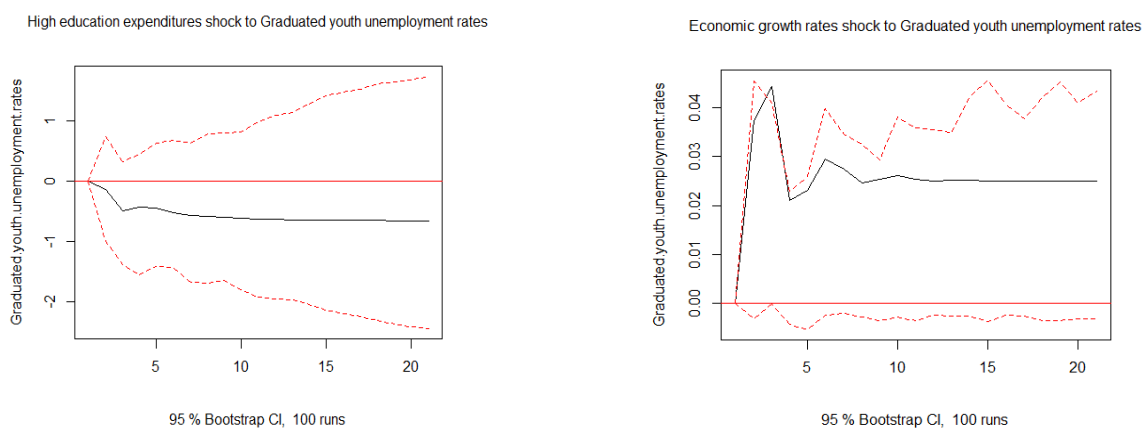 High education expenditures shock to Graduated youth unemployment rates
Graduated.youth.unemployment.rates
1
0
-1
-2
5
10
15
20
95 % Bootstrap CI, 100 runs
Economic growth rates shock to Graduated youth unemployment rates
Graduated.youth.unemployment.rates
0.04
0.03
0.02
0.01
0.00
5
10
15
20
95 % Bootstrap CI, 100 runs